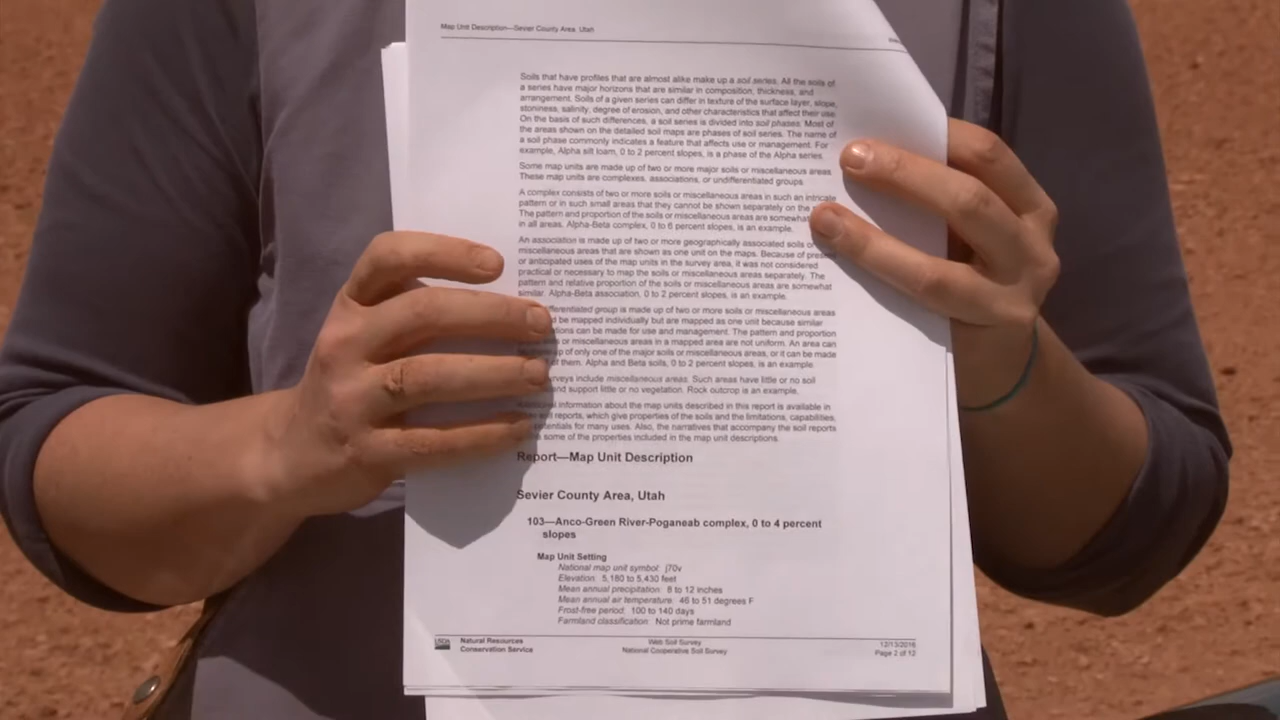 Map Unit Description—Sevier County Area, Utah
Soils that have profiles that are almost alike make up a soil series. All the soils of
a series have major horizons that are similar in composition, thickness, and
arrangement. Soils of a given series can differ in texture of the surface layer, slope,
stoniness, salinity, degree of erosion, and other characteristics that affect their use.
On the basis of such differences, a soil series is divided into soil phases. Most of
the areas shown on the detailed soil maps are phases of soil series. The name of
a soil phase commonly indicates a feature that affects use or management. For
example, Alpha silt loam, 0 to 2 percent slopes, is a phase of the Alpha series.
Some map units are made up of two or more major soils or miscellaneous areas.
These map units are complexes, associations, or undifferentiated groups.
A complex consists of two or more soils or miscellaneous areas in such an intricate
pattern or in such small areas that they cannot be shown separately on the
The pattern and proportion of the soils or miscellaneous areas are somewhat
in all areas. Alpha-Beta complex, 0 to 6 percent slopes, is an example.
An association is made up of two or more geographically associated soils or
miscellaneous areas that are shown as one unit on the maps. Because of present
or anticipated uses of the map units in the survey area, it was not considered
practical or necessary to map the soils or miscellaneous areas separately. The
pattern and relative proportion of the soils or miscellaneous areas are somewhat
similar. Alpha-Beta association, 0 to 2 percent slopes, is an example.
group is made up of two or more soils or miscellaneous areas
be mapped individually but are mapped as one unit because similar
can be made for use and management. The pattern and proportion
or miscellaneous areas in a mapped area are not uniform. An area can
up of only one of the major soils or miscellaneous areas, or it can be made
of them. Alpha and Beta soils, 0 to 2 percent slopes, is an example.
include miscellaneous areas. Such areas have little or no soil
and support little or no vegetation. Rock outcrop is an example.
Additional information about the map units described in this report is available in
reports, which give properties of the soils and the limitations, capabilities,
potentials for many uses. Also, the narratives that accompany the soil reports
some of the properties included in the map unit descriptions.
Report—Map Unit Description
Sevier County Area, Utah
103—Anco-Green River-Poganeab complex, 0 to 4 percent
slopes
Map Unit Setting
National map unit symbol: j70v
Elevation: 5,180 to 5,430 feet
Mean annual precipitation: 8 to 12 inches
Mean annual air temperature: 46 to 51 degrees F
Frost-free period: 100 to 140 days
Farmland classification: Not prime farmland
USDA Natural Resources
Conservation Service
Web Soil Survey
National Cooperative Soil Survey
12/13/2016
Page 2 of 12